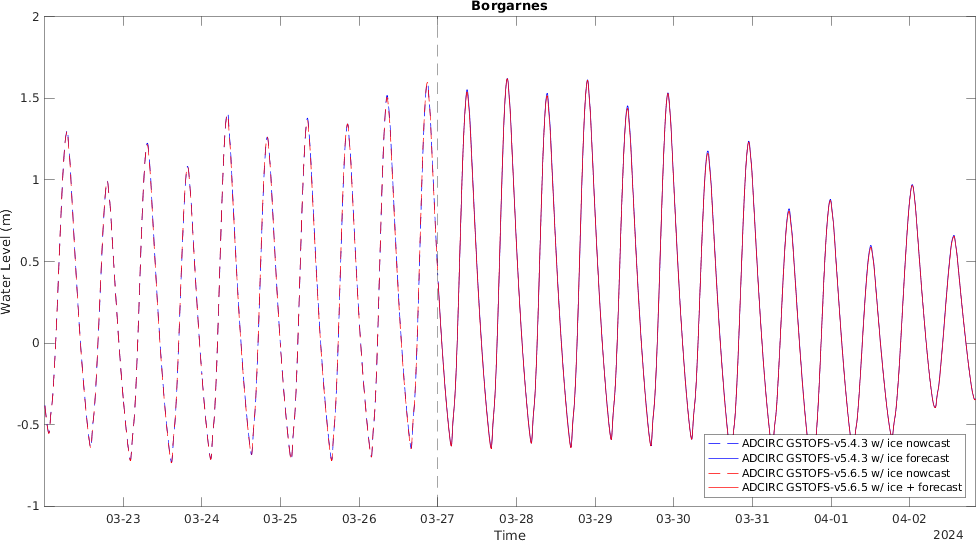 Borgarnes
2
1.5
1
0.5
0
-0.5
-1
Water Level (m)
ADCIRC GSTOFS-v5.4.3 w/ ice nowcast
ADCIRC GSTOFS-v5.4.3 w/ ice forecast
ADCIRC GSTOFS-v5.6.5 w/ ice nowcast
ADCIRC GSTOFS-v5.6.5 w/ ice + forecast
03-23 03-24 03-25 03-26 03-27 03-28 03-29 03-30 03-31 04-01 04-02
Time
2024